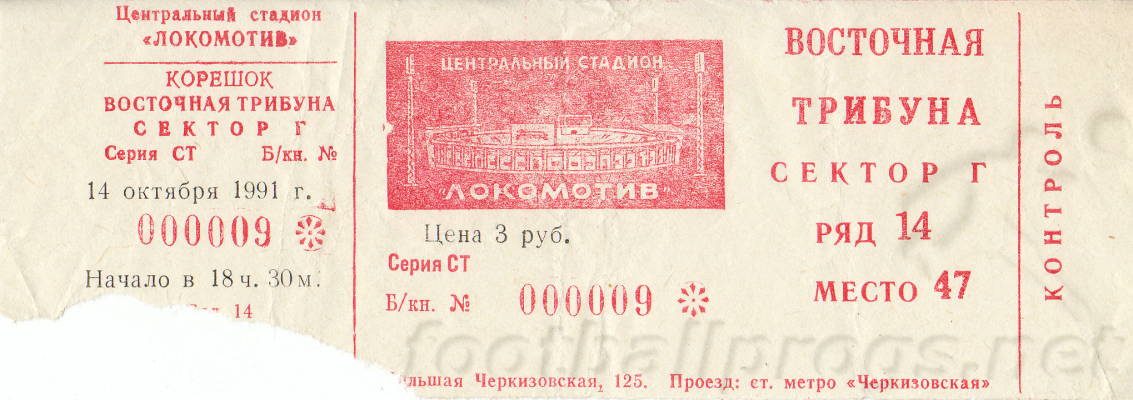 Центральный стадион
«ЛОКОМОТИВ»
КОРЕШОК
ВОСТОЧНАЯ ТРИБУНА
СЕКТОР Г
Серия СТ Б/кн. №
14 октября 1991 г.
000009
Начало в 18 ч. 30 м.
14
ЦЕНТРАЛЬНЫЙ СТАДИОН
"ЛОКОМОТИВ"
Цена 3 руб.
Серия СТ
Б/кн. № 000009
ВОСТОЧНАЯ
ТРИБУНА
СЕКТОР Г
РЯД 14
МЕСТО 47
Черкизовская, 125. Проезд: ст. метро «Черкизовская»
КОНТРОЛЬ
footballprogs.net